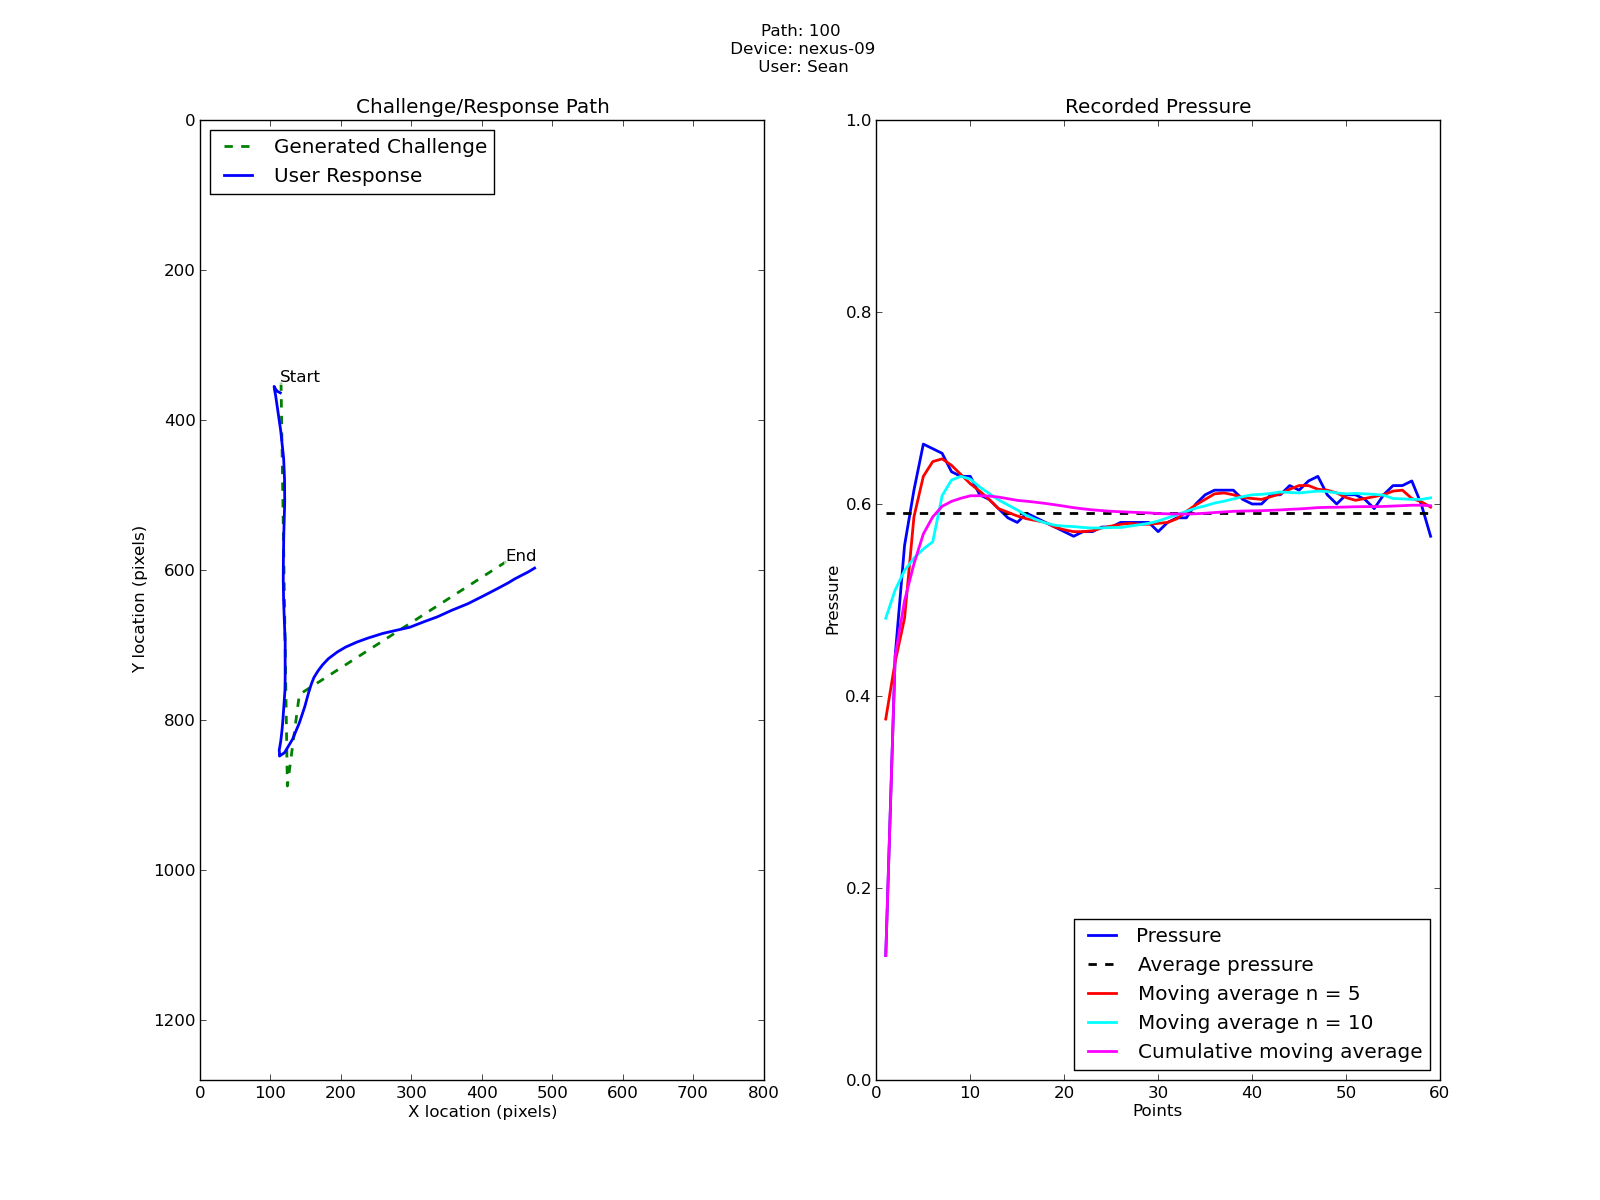 Path: 100
Device: nexus-09
User: Sean
Challenge/Response Path
Generated Challenge
User Response
Start
End
0
200
400
600
800
1000
1200
Y location (pixels)
0 100 200 300 400 500 600 700 800
X location (pixels)
Recorded Pressure
1.0
0.8
0.6
0.4
0.2
0.0
Pressure
Pressure
Average pressure
Moving average n = 5
Moving average n = 10
Cumulative moving average
0 10 20 30 40 50 60
Points